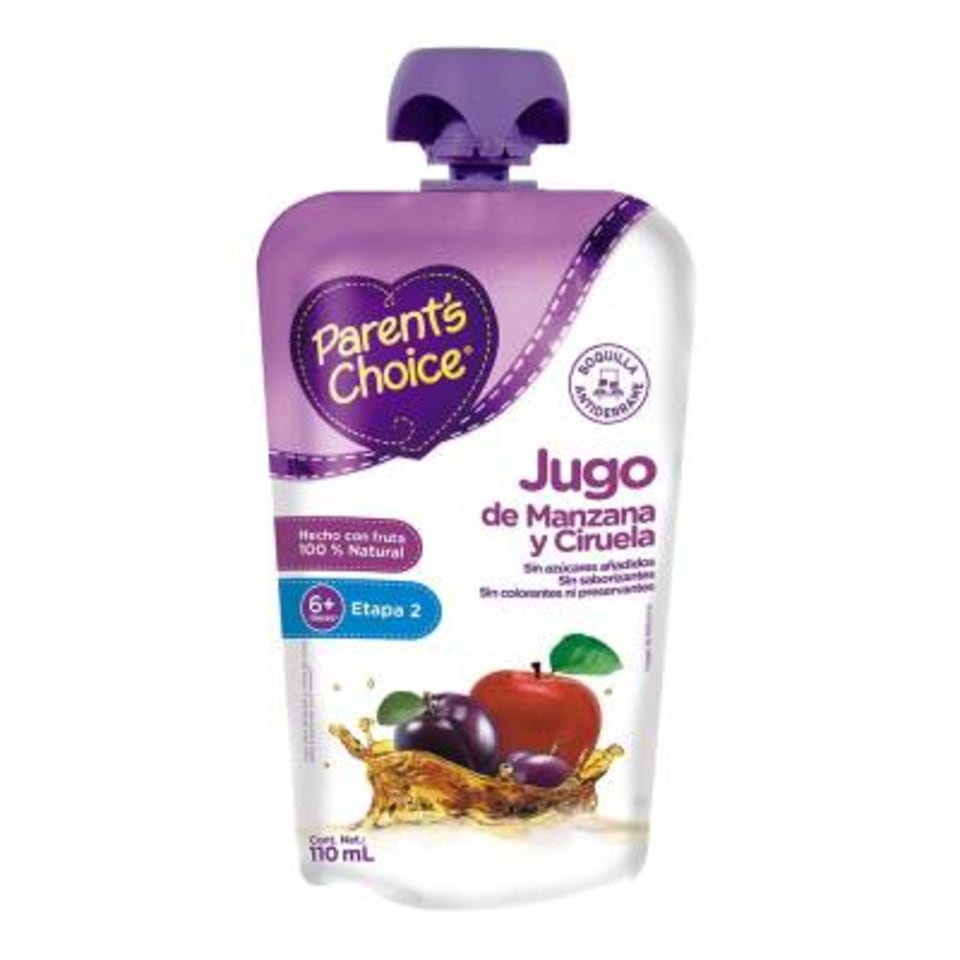 Parent's
Choice®
BOQUILLA
ANTIDERRAME
Jugo
de Manzana
y Ciruela
Sin azúcares añadidos
Sin saborizantes
Sin colorantes ni preservantes
Hecho con fruta
100 % Natural
6+
meses
Etapa 2
Cont. Net.:
110 mL